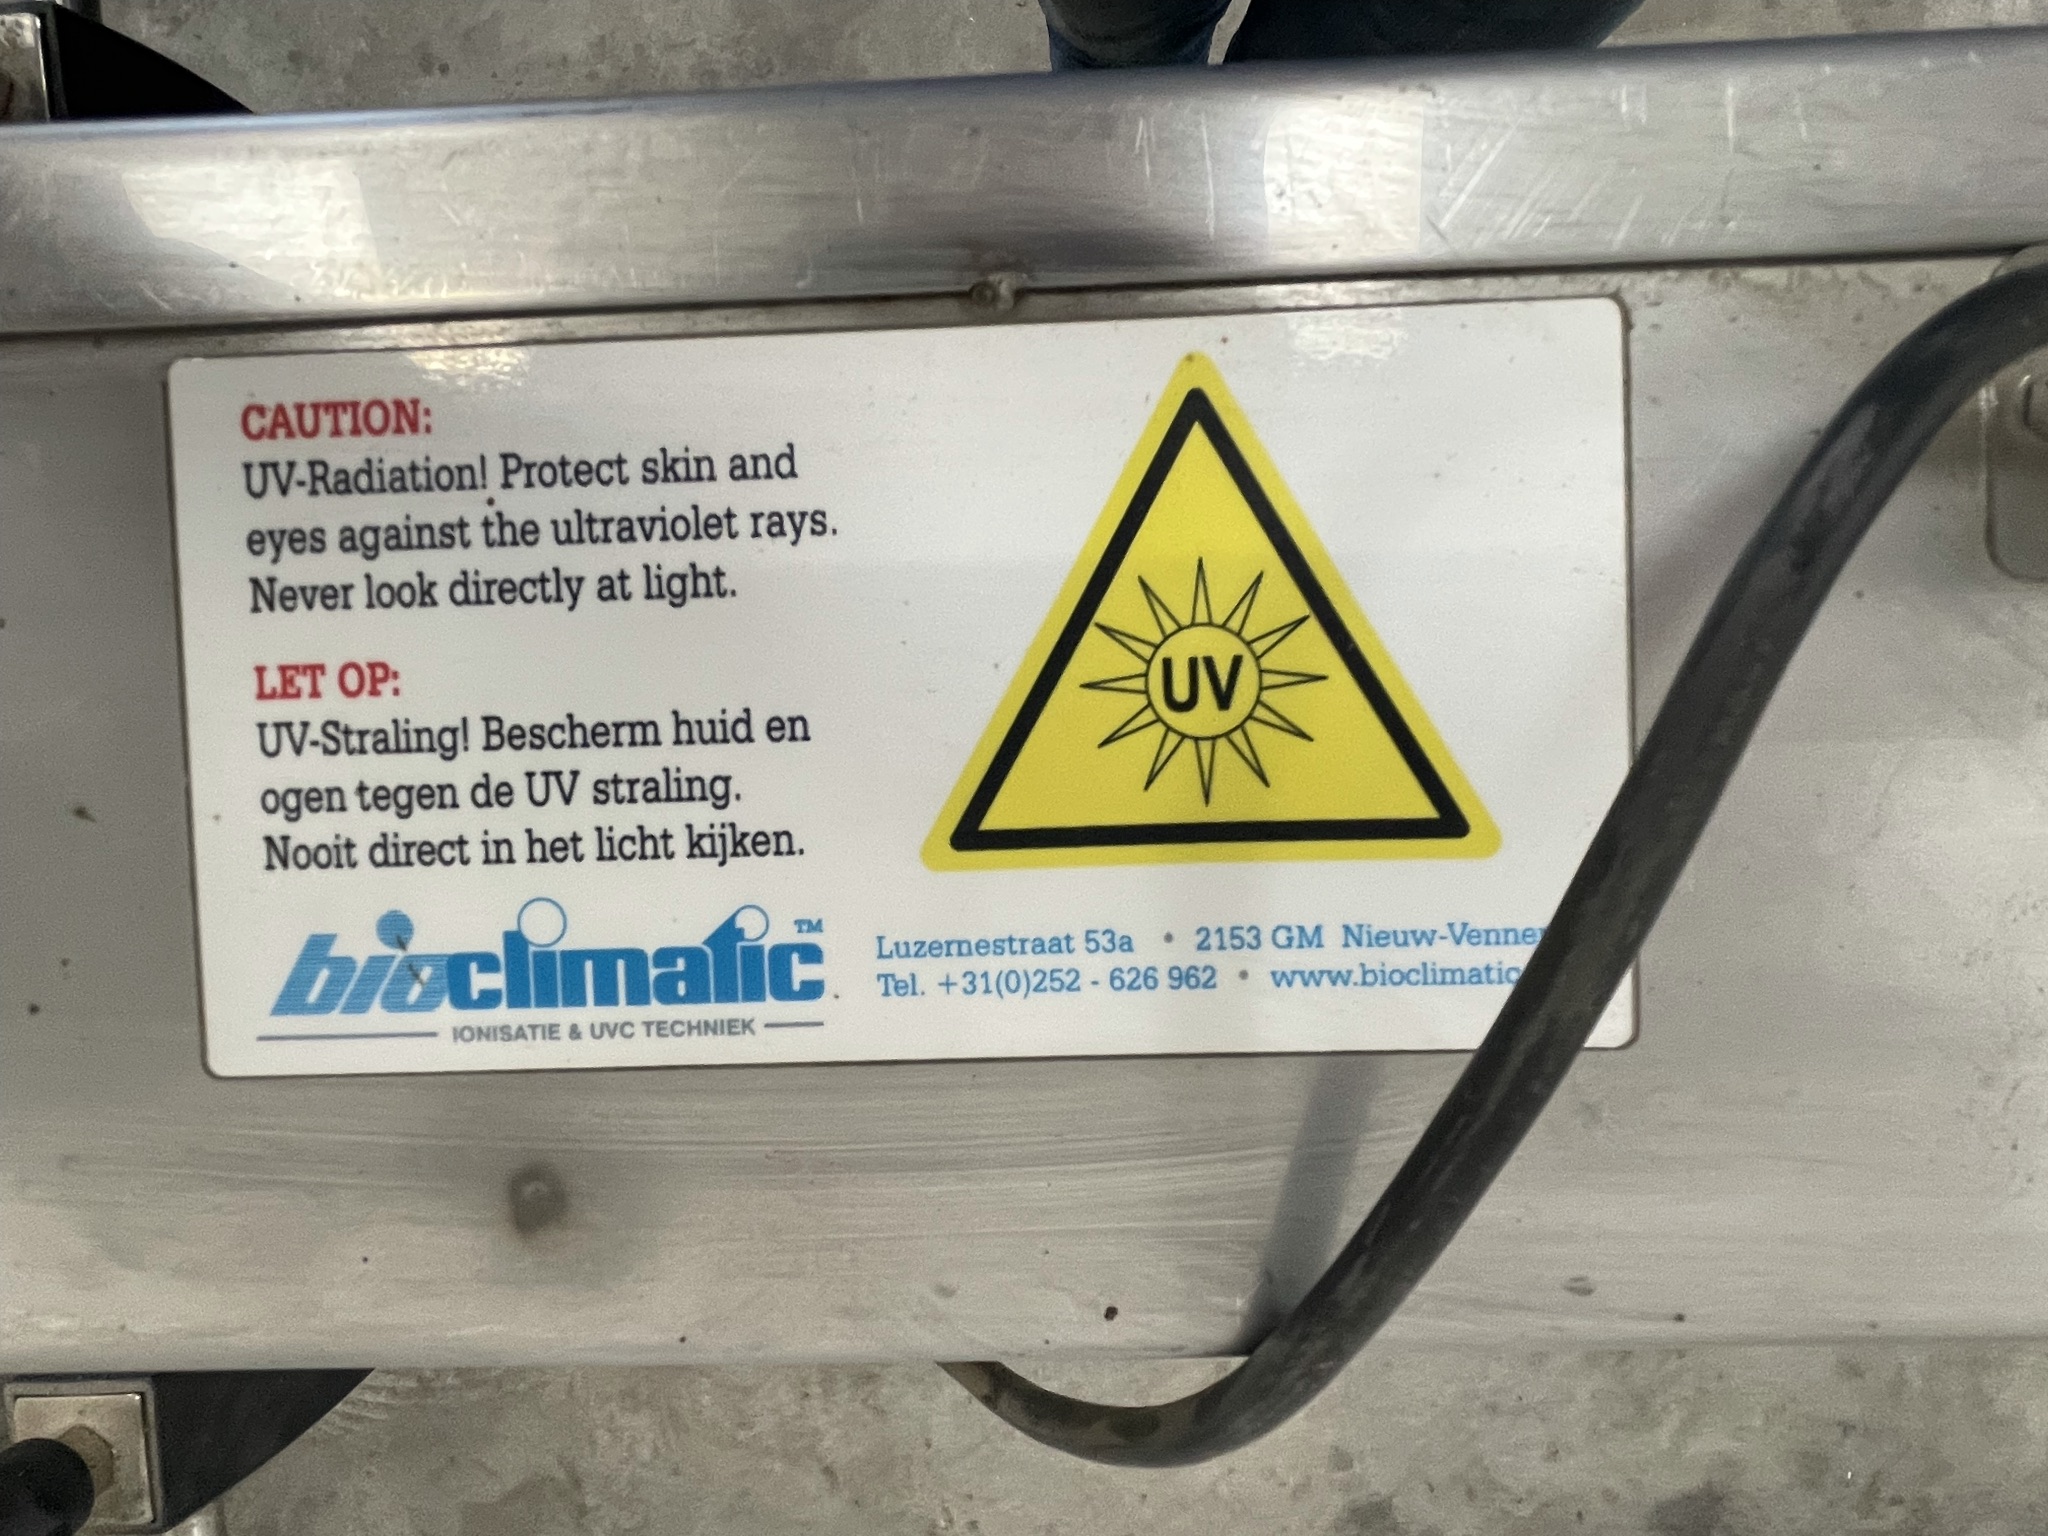 CAUTION:
UV-Radiation! Protect skin and
eyes against the ultraviolet rays.
Never look directly at light.
LET OP:
UV-Straling! Bescherm huid en
ogen tegen de UV straling.
Nooit direct in het licht kijken.
UV
bioclimatic™
IONISATIE & UVC TECHNIEK
Luzernestraat 53a • 2153 GM
Tel. +31(0)252 - 626 962 • www.bioclimatic